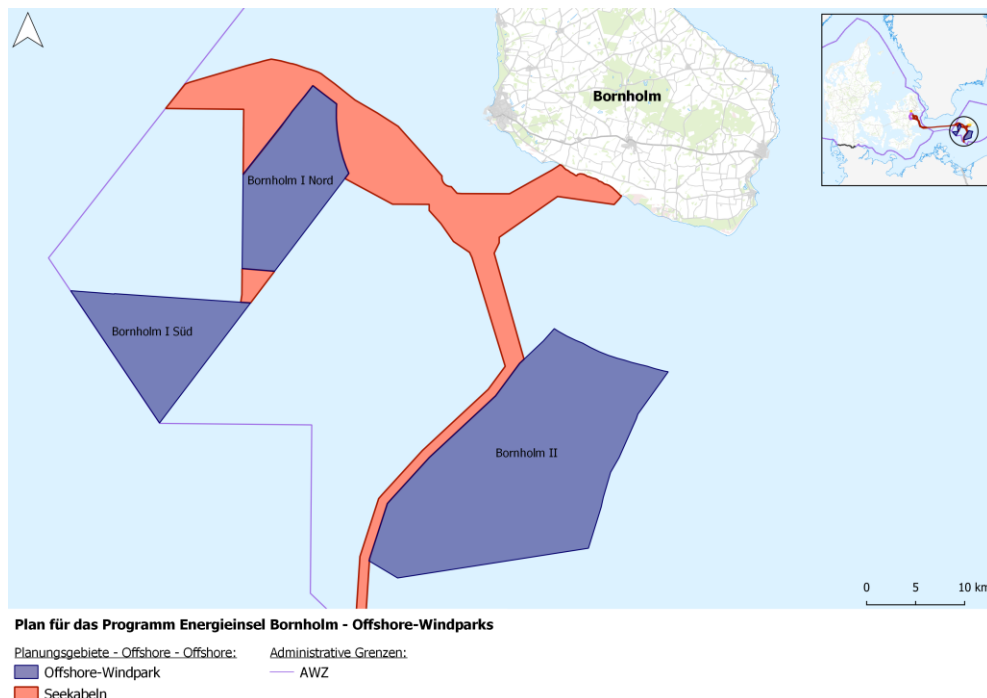 Bornholm
Bornholm I Nord
Bornholm I Süd
Bornholm II
0 5 10 km
Plan für das Programm Energieinsel Bornholm - Offshore-Windparks
Planungsgebiete - Offshore - Offshore:
Offshore-Windpark
Seekabeln
Administrative Grenzen:
AWZ